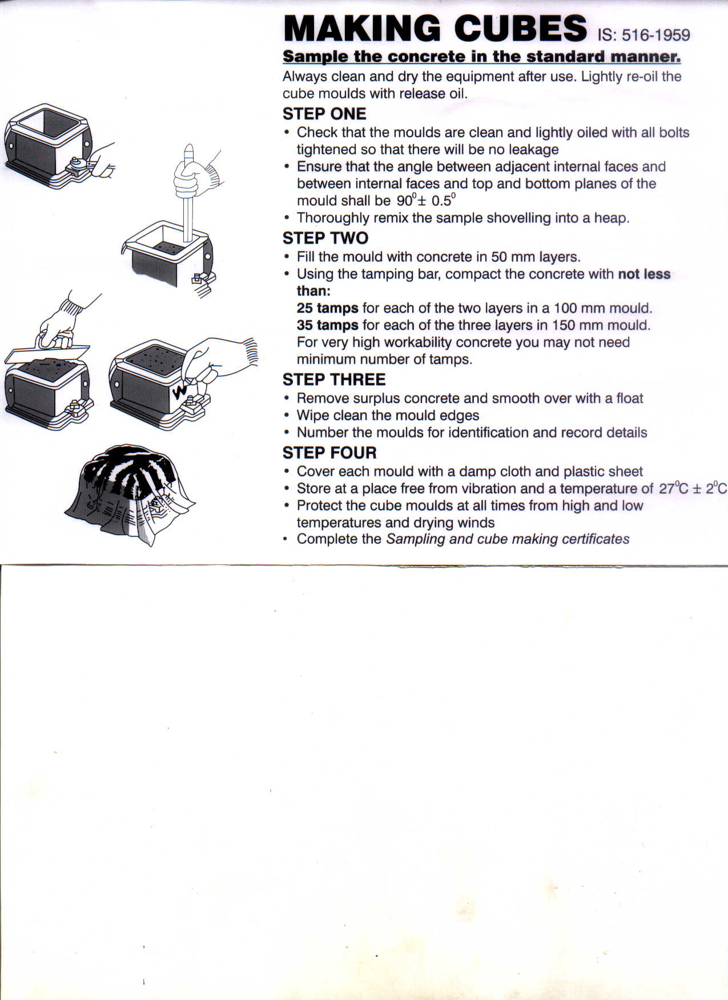 MAKING CUBES IS: 516-1959
Sample the concrete in the standard manner.
Always clean and dry the equipment after use. Lightly re-oil the
cube moulds with release oil.
STEP ONE
• Check that the moulds are clean and lightly oiled with all bolts
tightened so that there will be no leakage
• Ensure that the angle between adjacent internal faces and
between internal faces and top and bottom planes of the
mould shall be 90⁰± 0.5⁰
• Thoroughly remix the sample shovelling into a heap.
STEP TWO
• Fill the mould with concrete in 50 mm layers.
• Using the tamping bar, compact the concrete with not less
than:
25 tamps for each of the two layers in a 100 mm mould.
35 tamps for each of the three layers in 150 mm mould.
For very high workability concrete you may not need
minimum number of tamps.
STEP THREE
• Remove surplus concrete and smooth over with a float
• Wipe clean the mould edges
• Number the moulds for identification and record details
STEP FOUR
• Cover each mould with a damp cloth and plastic sheet
• Store at a place free from vibration and a temperature of 27⁰C ± 2⁰C
• Protect the cube moulds at all times from high and low
temperatures and drying winds
• Complete the Sampling and cube making certificates